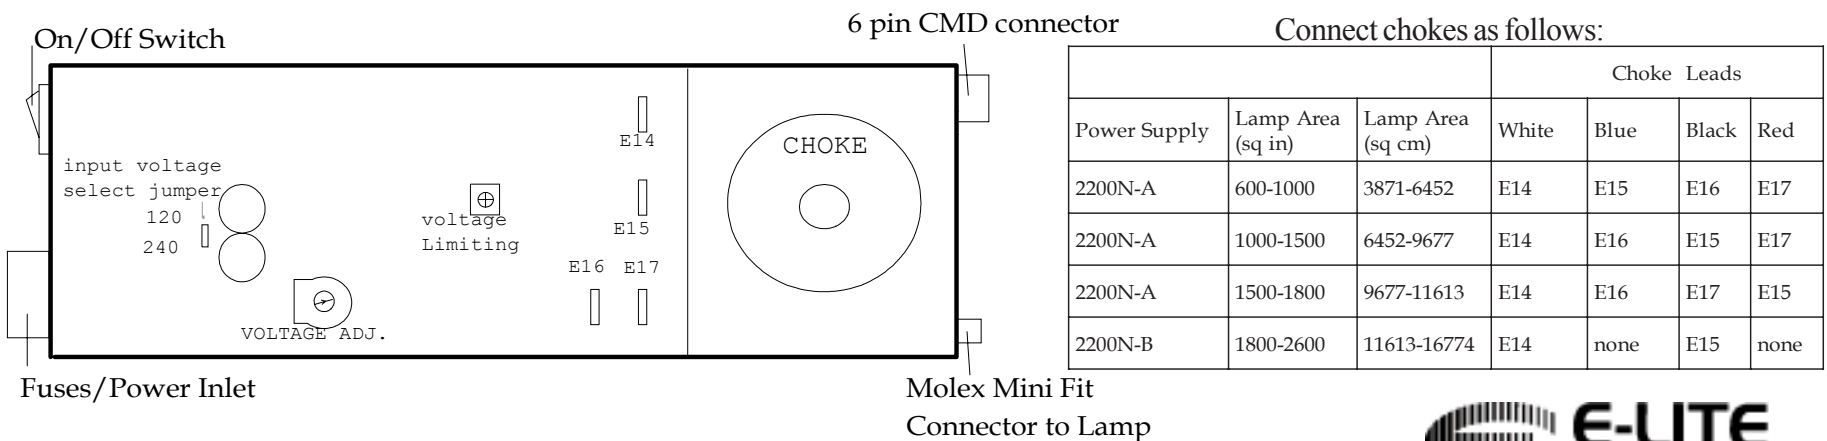 On/Off Switch
6 pin CMD connector
input voltage
select jumper
120
240
VOLTAGE ADJ.
voltage
Limiting
E14
E15
E16 E17
CHOKE
Fuses/Power Inlet
Molex Mini Fit
Connector to Lamp
Connect chokes as follows:
Choke Leads
Power Supply Lamp Area (sq in) Lamp Area (sq cm) White Blue Black Red
2200N-A 600-1000 3871-6452 E14 E15 E16 E17
2200N-A 1000-1500 6452-9677 E14 E16 E15 E17
2200N-A 1500-1800 9677-11613 E14 E16 E17 E15
2200N-B 1800-2600 11613-16774 E14 none E15 none
E-LITE